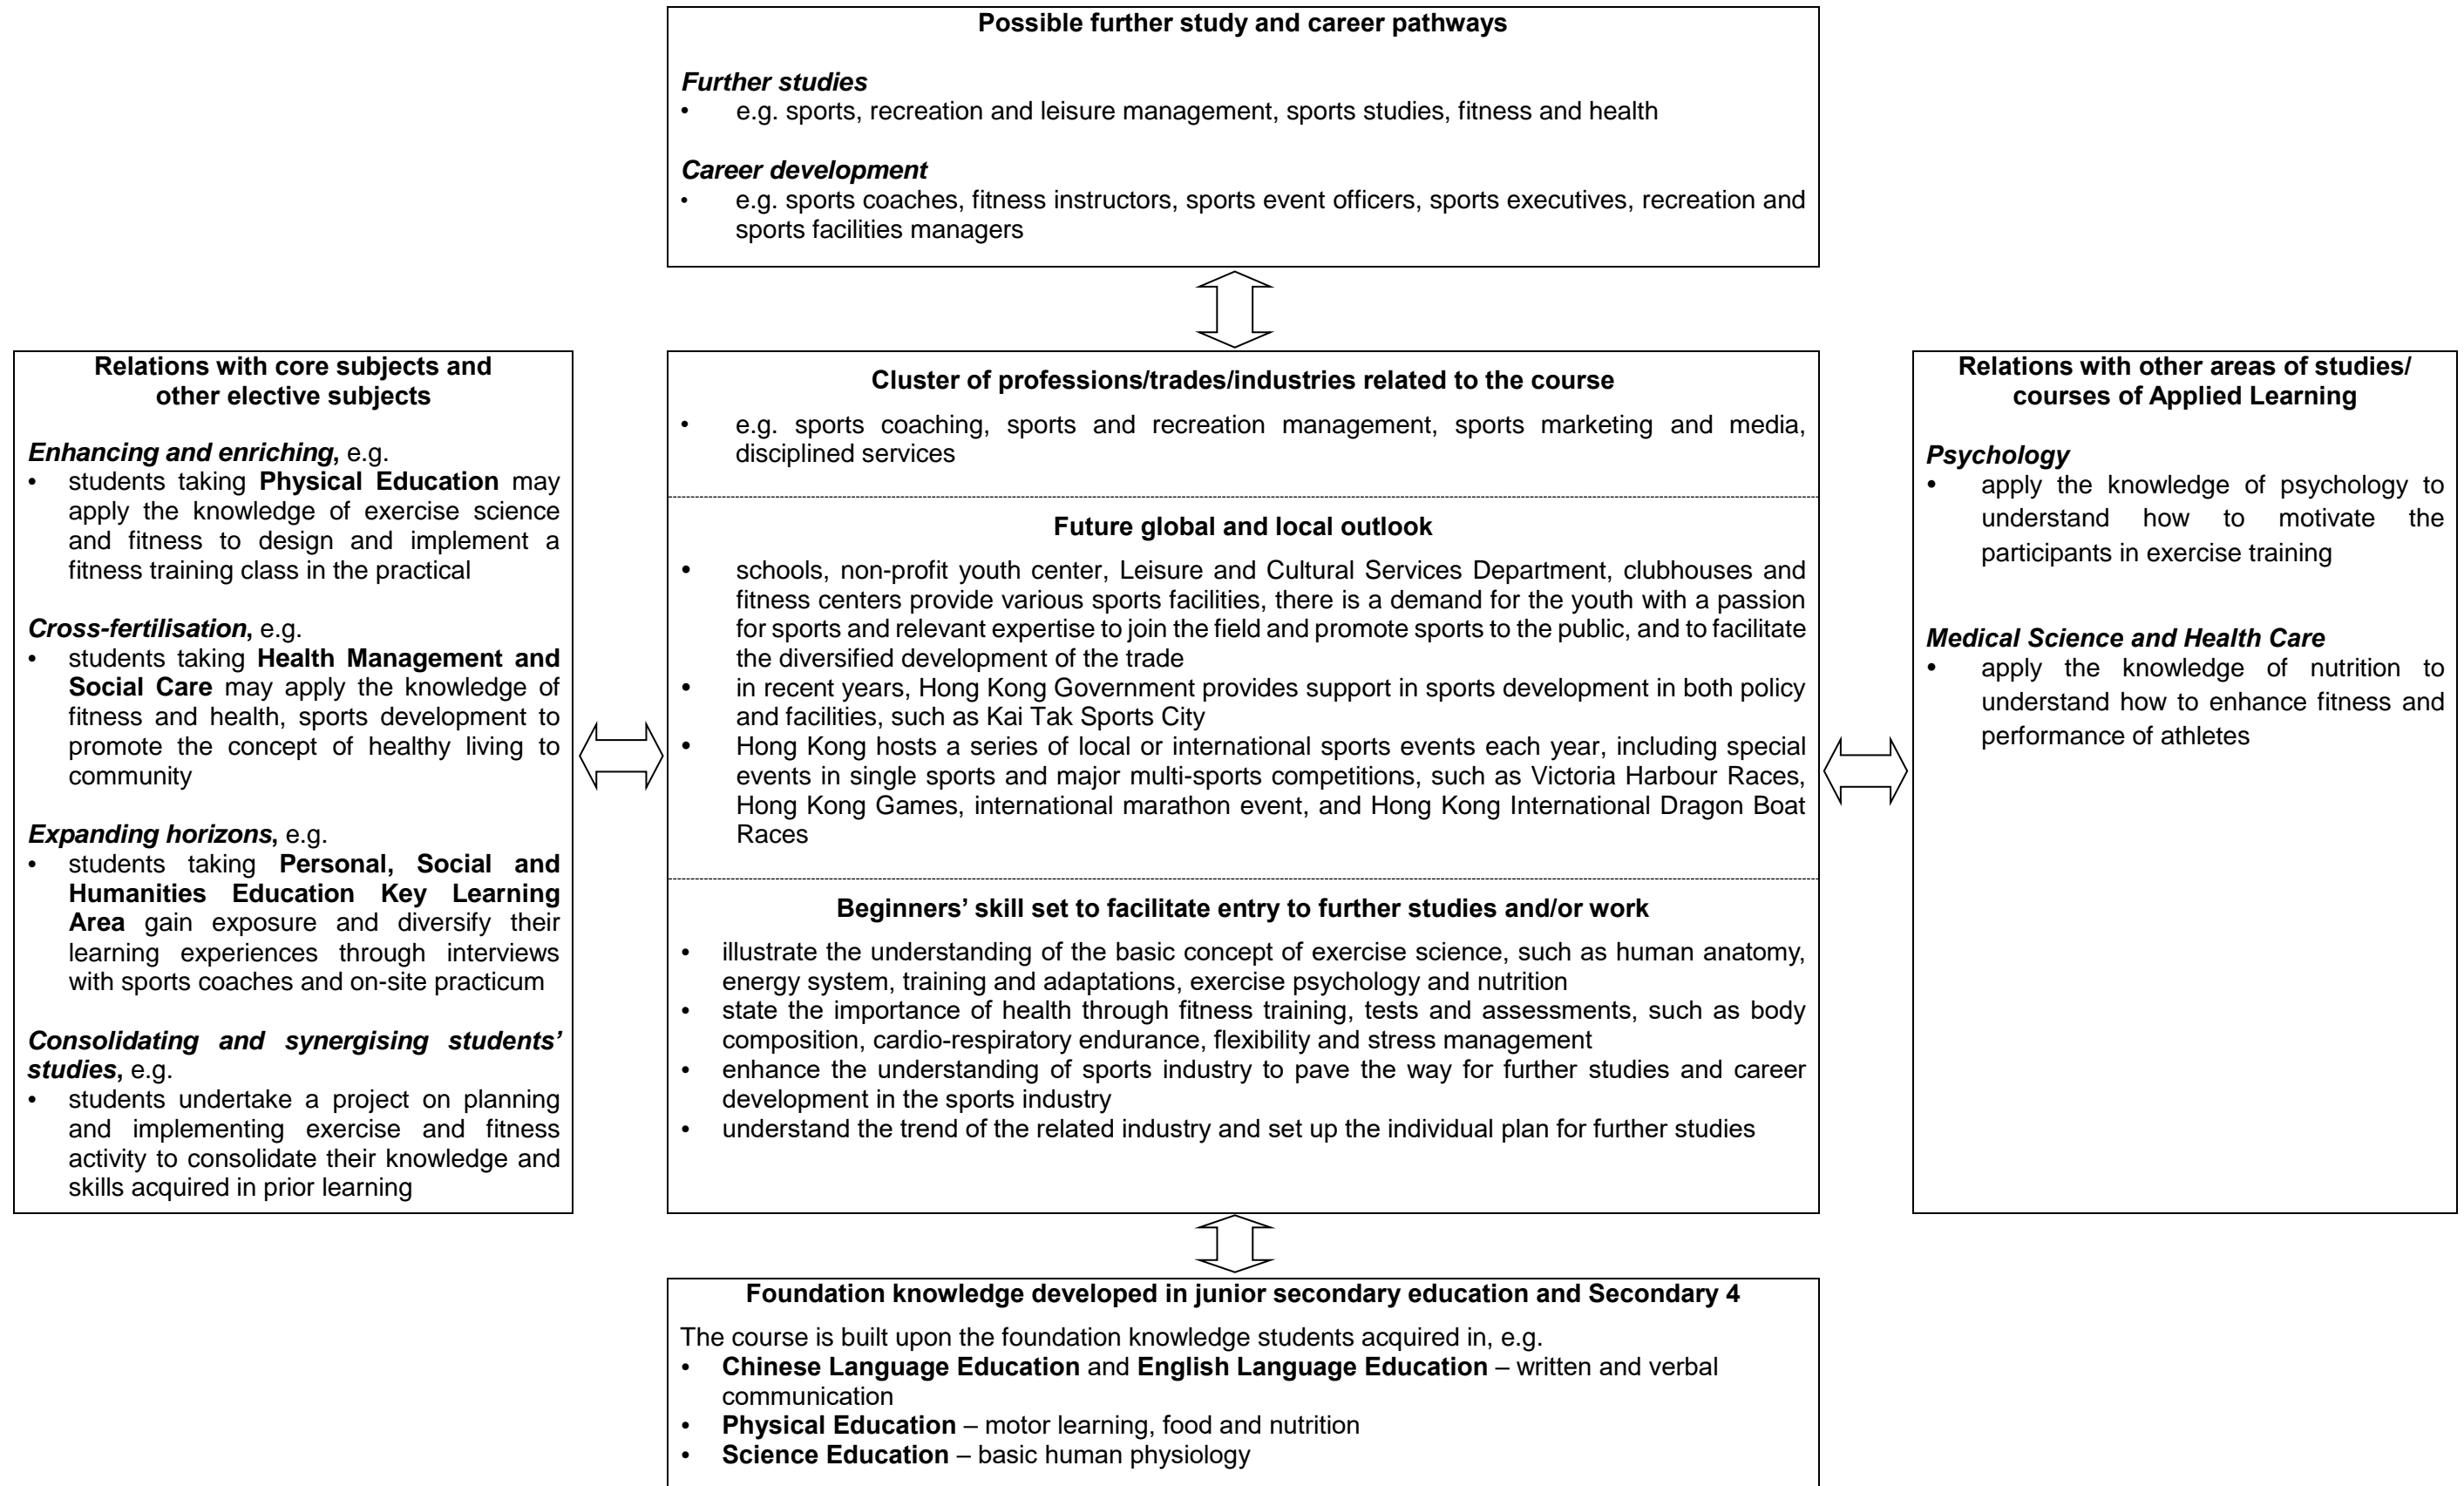 Possible further study and career pathways
Further studies
• e.g. sports, recreation and leisure management, sports studies, fitness and health
Career development
• e.g. sports coaches, fitness instructors, sports event officers, sports executives, recreation and
sports facilities managers
Relations with core subjects and
other elective subjects
Enhancing and enriching, e.g.
• students taking Physical Education may
apply the knowledge of exercise science
and fitness to design and implement a
fitness training class in the practical
Cross-fertilisation, e.g.
• students taking Health Management and
Social Care may apply the knowledge of
fitness and health, sports development to
promote the concept of healthy living to
community
Expanding horizons, e.g.
• students taking Personal, Social and
Humanities Education Key Learning
Area gain exposure and diversify their
learning experiences through interviews
with sports coaches and on-site practicum
Consolidating and synergising students’
studies, e.g.
• students undertake a project on planning
and implementing exercise and fitness
activity to consolidate their knowledge and
skills acquired in prior learning
Cluster of professions/trades/industries related to the course
• e.g. sports coaching, sports and recreation management, sports marketing and media,
disciplined services
Future global and local outlook
• schools, non-profit youth center, Leisure and Cultural Services Department, clubhouses and
fitness centers provide various sports facilities, there is a demand for the youth with a passion
for sports and relevant expertise to join the field and promote sports to the public, and to facilitate
the diversified development of the trade
• in recent years, Hong Kong Government provides support in sports development in both policy
and facilities, such as Kai Tak Sports City
• Hong Kong hosts a series of local or international sports events each year, including special
events in single sports and major multi-sports competitions, such as Victoria Harbour Races,
Hong Kong Games, international marathon event, and Hong Kong International Dragon Boat
Races
Beginners’ skill set to facilitate entry to further studies and/or work
• illustrate the understanding of the basic concept of exercise science, such as human anatomy,
energy system, training and adaptations, exercise psychology and nutrition
• state the importance of health through fitness training, tests and assessments, such as body
composition, cardio-respiratory endurance, flexibility and stress management
• enhance the understanding of sports industry to pave the way for further studies and career
development in the sports industry
• understand the trend of the related industry and set up the individual plan for further studies
Relations with other areas of studies/
courses of Applied Learning
Psychology
• apply the knowledge of psychology to
understand how to motivate the
participants in exercise training
Medical Science and Health Care
• apply the knowledge of nutrition to
understand how to enhance fitness and
performance of athletes
Foundation knowledge developed in junior secondary education and Secondary 4
The course is built upon the foundation knowledge students acquired in, e.g.
• Chinese Language Education and English Language Education – written and verbal
communication
• Physical Education – motor learning, food and nutrition
• Science Education – basic human physiology